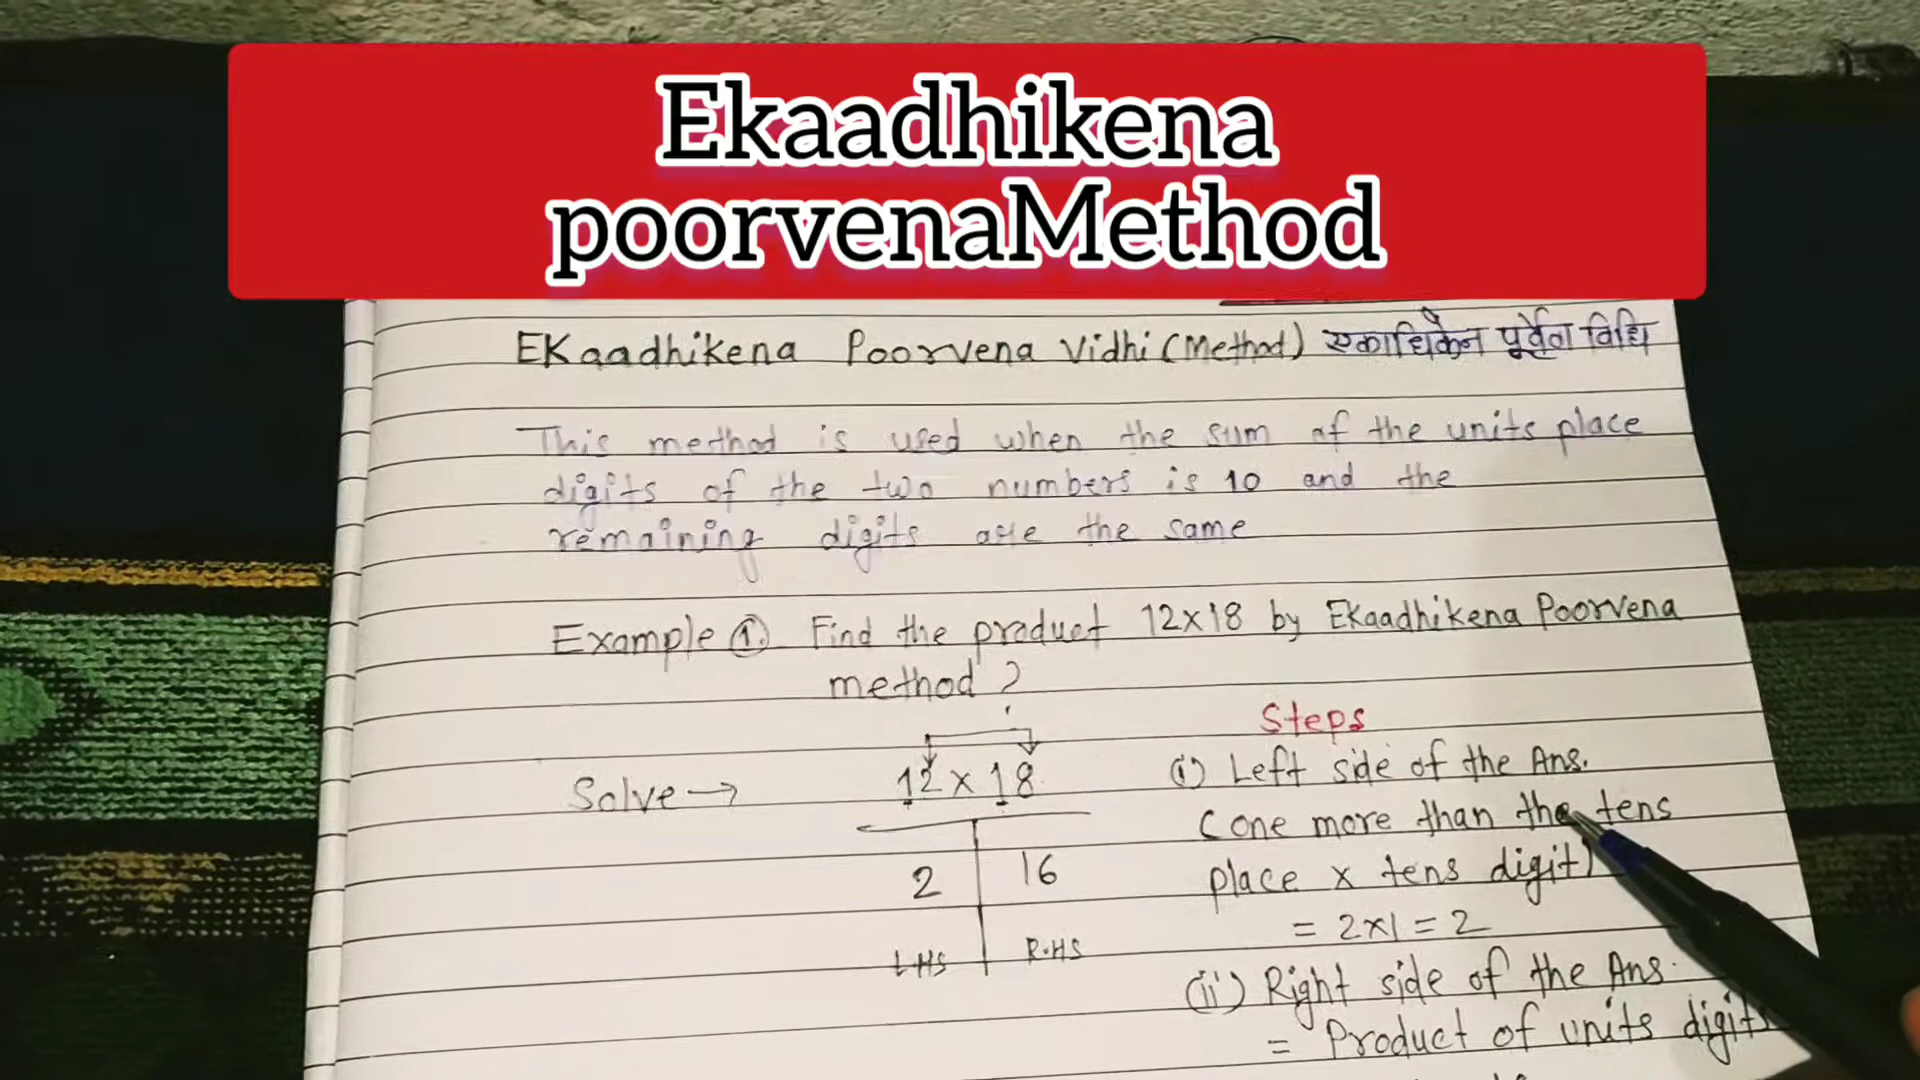 Ekaadhikena
poorvenaMethod
EKaadhikena Poorvena Vidhi (Method) एकाधिकेन पूर्वेण विधि
This method is used when the sum of the units place
digits of the two numbers is 10 and the
remaining digits are the same
Example ① Find the product 12x18 by Ekaadhikena Poorvena
method ?
Steps
Solve → 12 x 18 (i) Left side of the Ans.
(one more than the tens
2 16 place x tens digit)
= 2x1 = 2
LHS R.HS
(ii) Right side of the Ans.
= Product of units digits